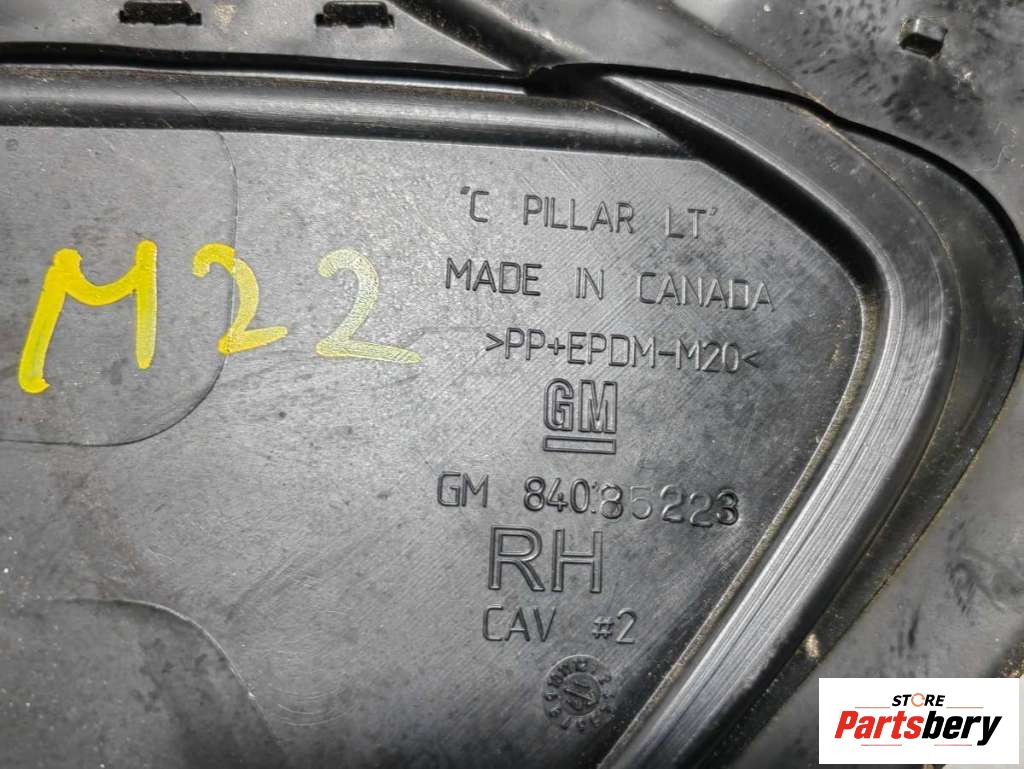 M22
"C PILLAR LT"
MADE IN CANADA
>PP+EPDM-M20<
GM
GM 84085223
RH
CAV #2
STORE
Partsbery